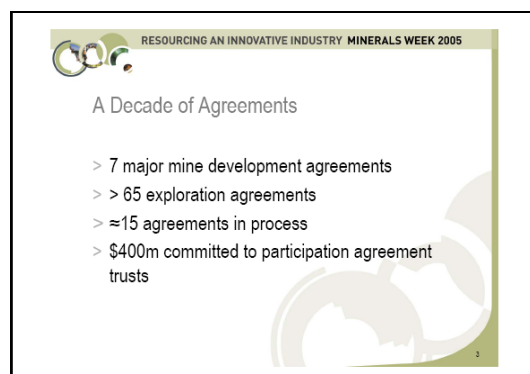 RESOURCING AN INNOVATIVE INDUSTRY MINERALS WEEK 2005
A Decade of Agreements
> 7 major mine development agreements
> > 65 exploration agreements
> ≈15 agreements in process
> $400m committed to participation agreement
trusts
3